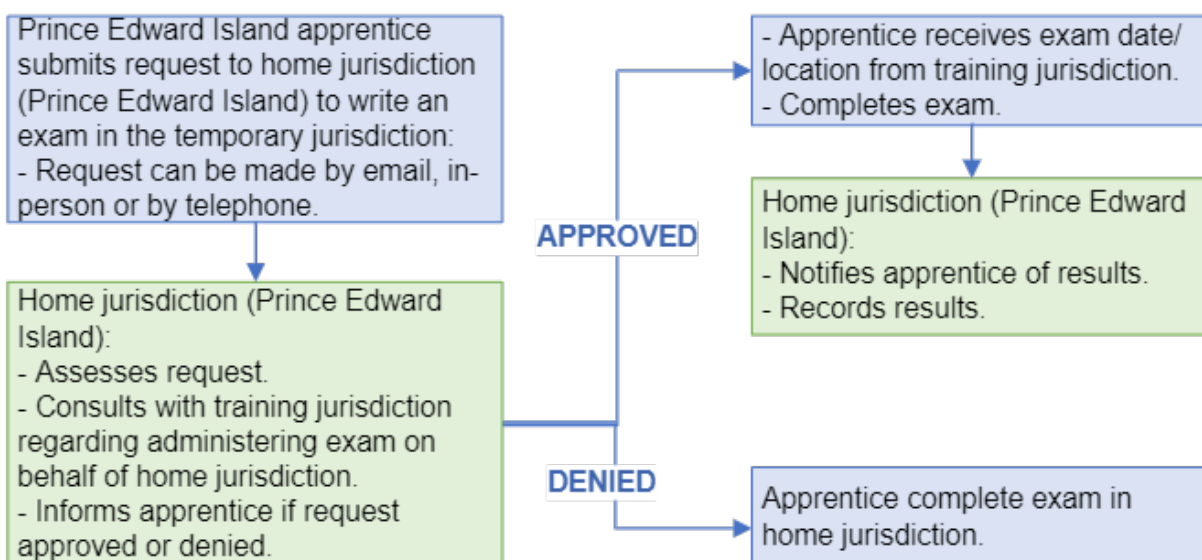 Prince Edward Island apprentice
submits request to home jurisdiction
(Prince Edward Island) to write an
exam in the temporary jurisdiction:
- Request can be made by email, in-
person or by telephone.
Home jurisdiction (Prince Edward
Island):
- Assesses request.
- Consults with training jurisdiction
regarding administering exam on
behalf of home jurisdiction.
- Informs apprentice if request
approved or denied.
APPROVED
- Apprentice receives exam date/
location from training jurisdiction.
- Completes exam.
Home jurisdiction (Prince Edward
Island):
- Notifies apprentice of results.
- Records results.
DENIED
Apprentice complete exam in
home jurisdiction.